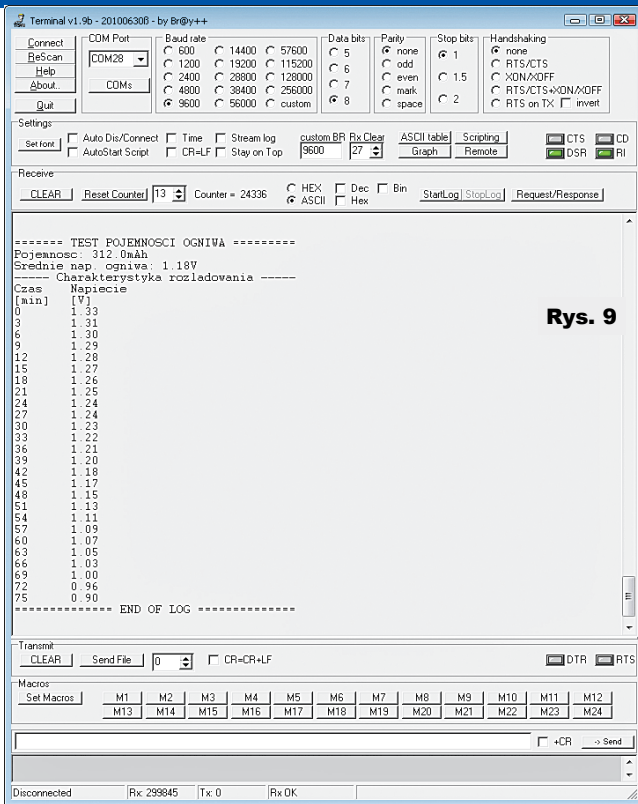 Terminal v1.9b - 20100630ß - by Br@y++
Connect
ReScan
Help
About..
Quit
COM Port
COM28
COMs
Baud rate
600 14400 57600
1200 19200 115200
2400 28800 128000
4800 38400 256000
9600 56000 custom
Data bits
5
6
7
8
Parity
none
odd
even
mark
space
Stop bits
1
1.5
2
Handshaking
none
RTS/CTS
XON/XOFF
RTS/CTS+XON/XOFF
RTS on TX invert
Settings
Set font
Auto Dis/Connect Time Stream log custom BR Rx Clear ASCII table Scripting CTS CD
AutoStart Script CR=LF Stay on Top 9600 27 Graph Remote DSR RI
Receive
CLEAR Reset Counter 13 Counter = 24336 HEX Dec Bin
ASCII Hex StartLog StopLog Request/Response
======= TEST POJEMNOSCI OGNIWA =========
Pojemnosc: 312.0mAh
Srednie nap. ogniwa: 1.18V
----- Charakterystyka rozladowania -----
Czas Napiecie
[min] [V]
0 1.33
3 1.31
6 1.30
9 1.29
12 1.28
15 1.27
18 1.26
21 1.25
24 1.24
27 1.24
30 1.23
33 1.22
36 1.21
39 1.20
42 1.18
45 1.17
48 1.15
51 1.13
54 1.11
57 1.09
60 1.07
63 1.05
66 1.03
69 1.00
72 0.96
75 0.90
============== END OF LOG ==============
Rys. 9
Transmit
CLEAR Send File 0 CR=CR+LF DTR RTS
Macros
Set Macros M1 M2 M3 M4 M5 M6 M7 M8 M9 M10 M11 M12
M13 M14 M15 M16 M17 M18 M19 M20 M21 M22 M23 M24
+CR -> Send
Disconnected Rx: 299845 Tx: 0 Rx OK